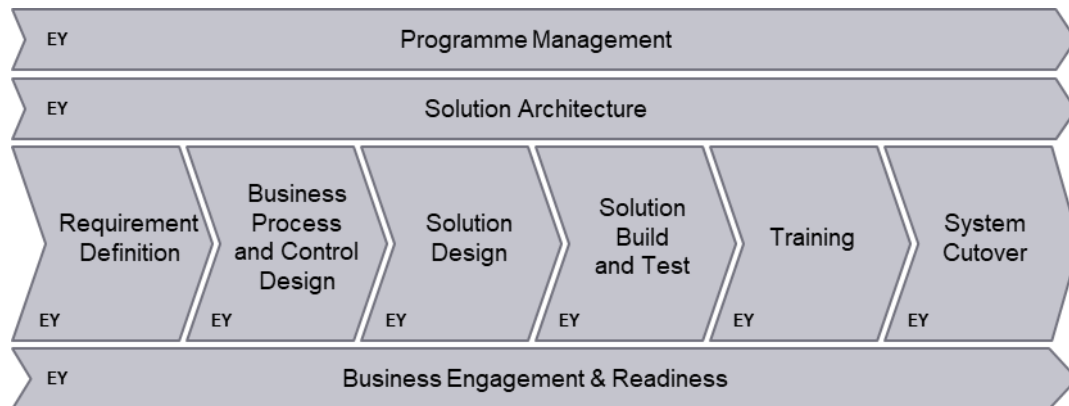 EY Programme Management
EY Solution Architecture
Requirement
Definition
EY
Business
Process
and Control
Design
EY
Solution
Design
EY
Solution
Build
and Test
EY
Training
EY
System
Cutover
EY
EY Business Engagement & Readiness